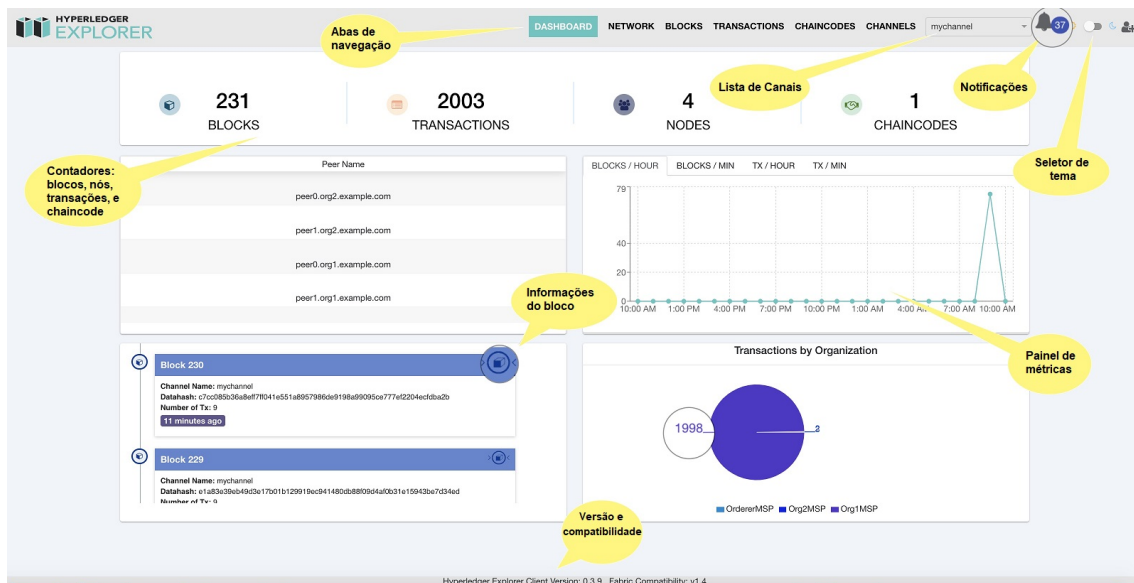 HYPERLEDGER
EXPLORER
Abas de
navegação
DASHBOARD NETWORK BLOCKS TRANSACTIONS CHAINCODES CHANNELS mychannel 37
Lista de Canais
Notificações
231
BLOCKS
2003
TRANSACTIONS
4
NODES
1
CHAINCODES
Contadores:
blocos, nós,
transações, e
chaincode
Seletor de
tema
Peer Name
peer0.org2.example.com
peer1.org2.example.com
peer0.org1.example.com
peer1.org1.example.com
BLOCKS / HOUR BLOCKS / MIN TX / HOUR TX / MIN
79
40
20
0
10:00 AM 1:00 PM 4:00 PM 7:00 PM 10:00 PM 1:00 AM 4:00 AM 7:00 AM 10:00 AM
Informações
do bloco
Painel de
métricas
Block 230
Channel Name: mychannel
Datahash: c7cc085b36a8eff7ff041e551a8957986de9198a99095ce777ef2204ecfdba2b
Number of Tx: 9
11 minutes ago
Block 229
Channel Name: mychannel
Datahash: e1a83e39eb49d3e17b01b129919ec941480db88f09d4af0b31e15943be7d34ed
Number of Tx: 9
Transactions by Organization
1998
2
OrdererMSP Org2MSP Org1MSP
Versão e
compatibilidade
Hyperledger Explorer Client Version: 0.3.9 Fabric Compatibility: v1.4